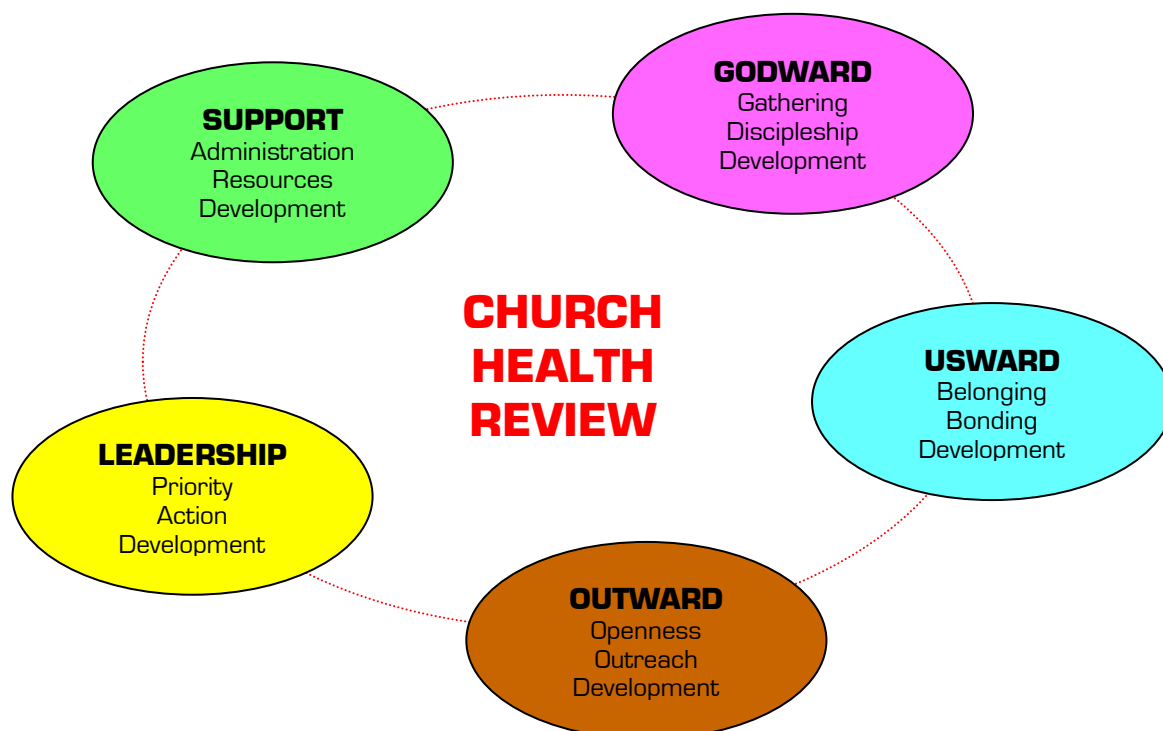 GODWARD
Gathering
Discipleship
Development
SUPPORT
Administration
Resources
Development
CHURCH
HEALTH
REVIEW
USWARD
Belonging
Bonding
Development
LEADERSHIP
Priority
Action
Development
OUTWARD
Openness
Outreach
Development